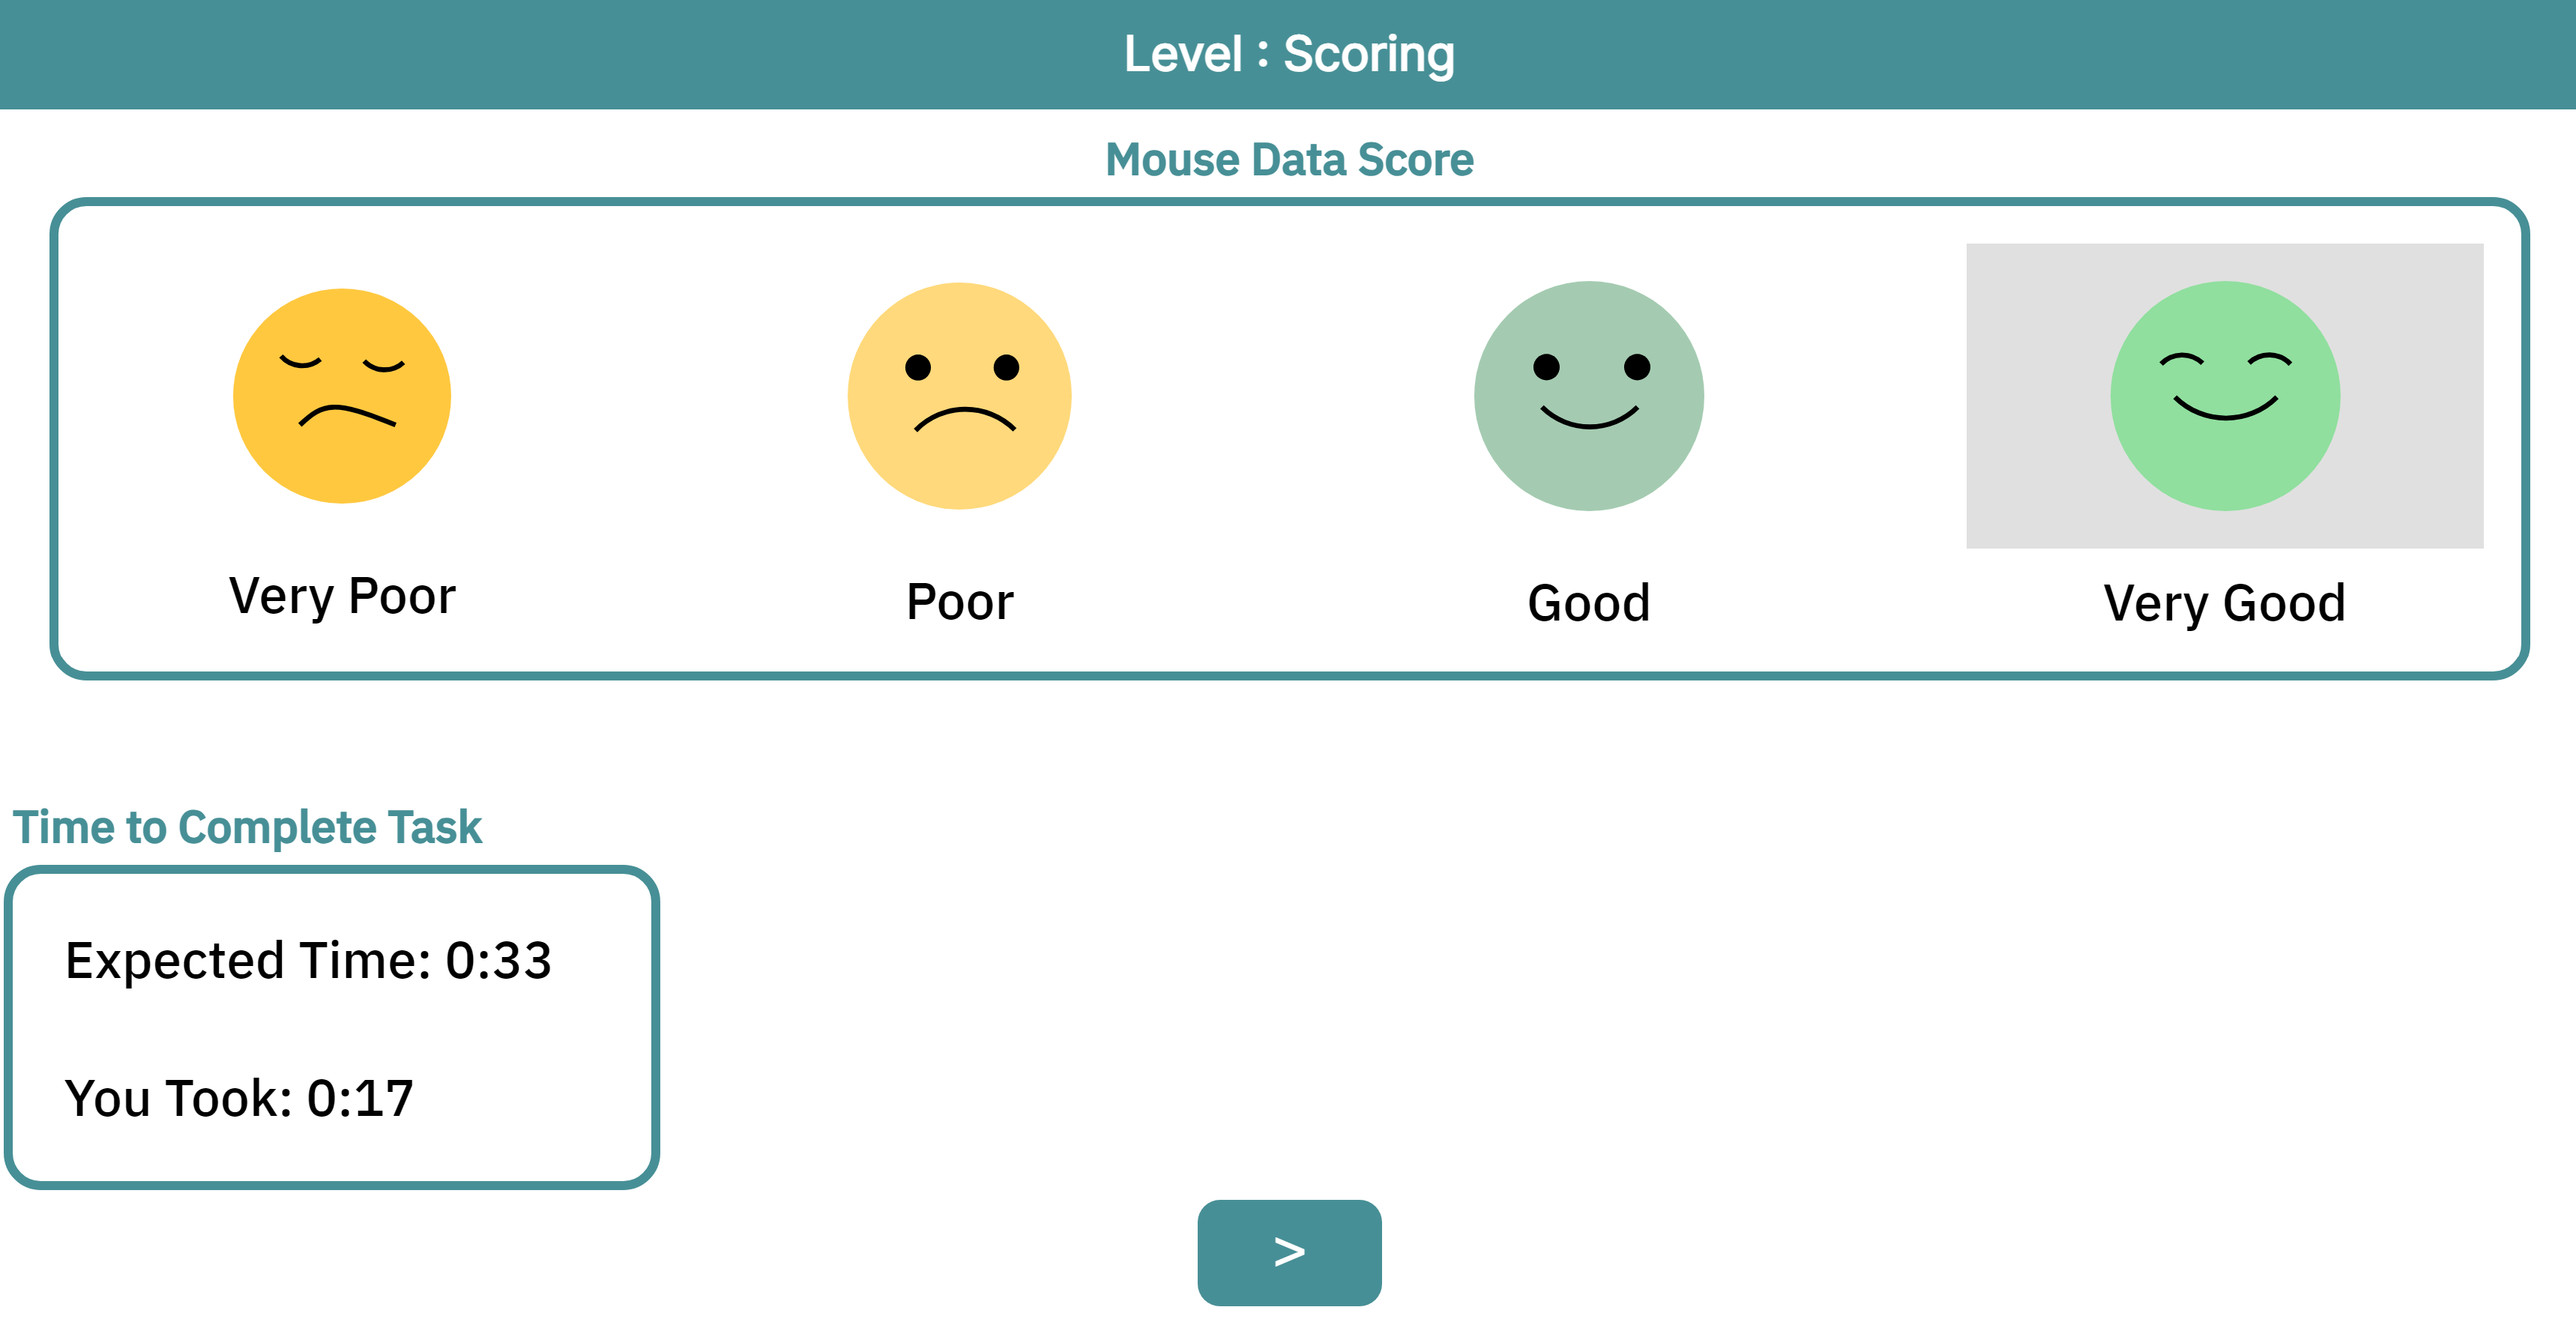 Level : Scoring
Mouse Data Score
Very Poor
Poor
Good
Very Good
Time to Complete Task
Expected Time: 0:33
You Took: 0:17
>